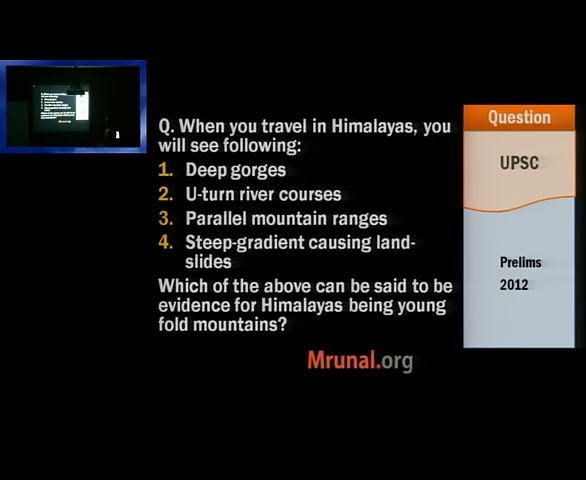 Q. When you travel in Himalayas, you
will see following:
1. Deep gorges
2. U-turn river courses
3. Parallel mountain ranges
4. Steep-gradient causing land-
slides
Which of the above can be said to be
evidence for Himalayas being young
fold mountains?
Mrunal.org
Question
UPSC
Prelims
2012